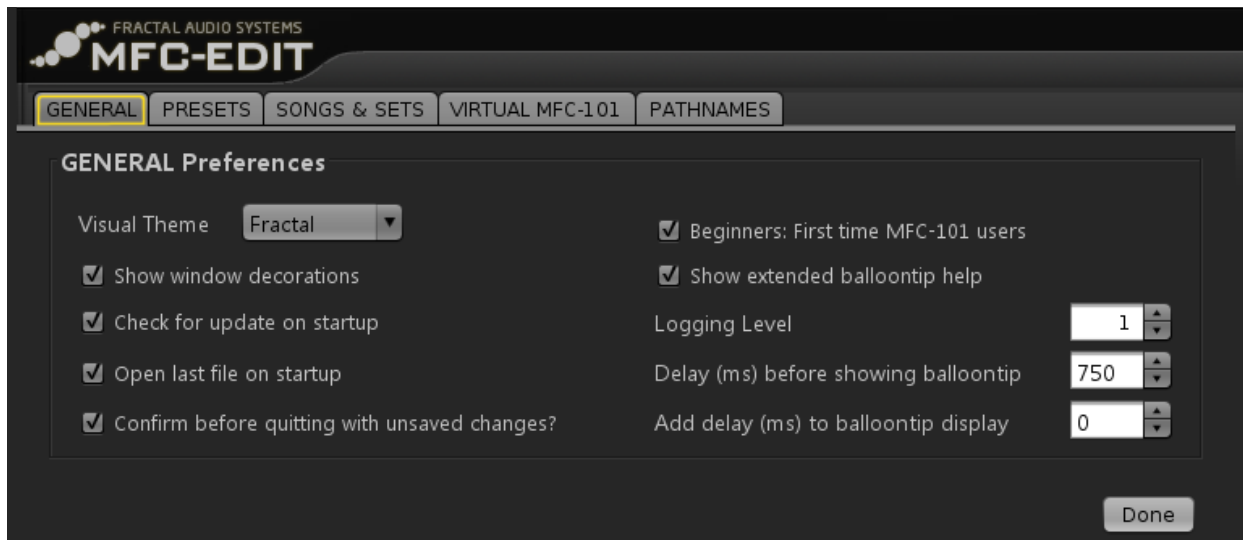 FRACTAL AUDIO SYSTEMS
MFC-EDIT
GENERAL PRESETS SONGS & SETS VIRTUAL MFC-101 PATHNAMES
GENERAL Preferences
Visual Theme Fractal
Show window decorations
Check for update on startup
Open last file on startup
Confirm before quitting with unsaved changes?
Beginners: First time MFC-101 users
Show extended balloontip help
Logging Level 1
Delay (ms) before showing balloontip 750
Add delay (ms) to balloontip display 0
Done